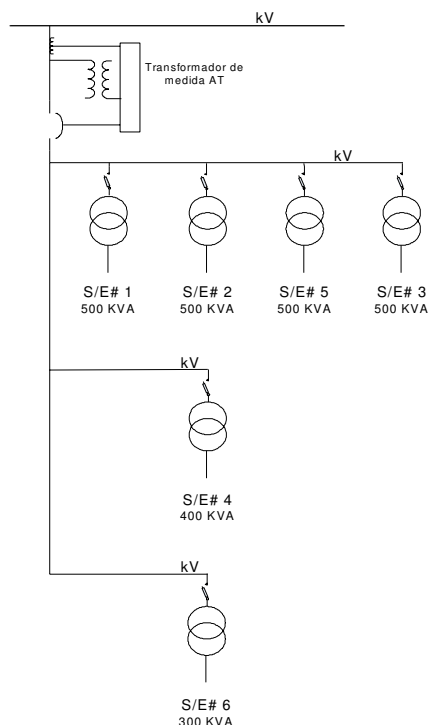 kV
Transformador de
medida AT
kV
S/E# 1
500 KVA
S/E# 2
500 KVA
S/E# 5
500 KVA
S/E# 3
500 KVA
kV
S/E# 4
400 KVA
kV
S/E# 6
300 KVA